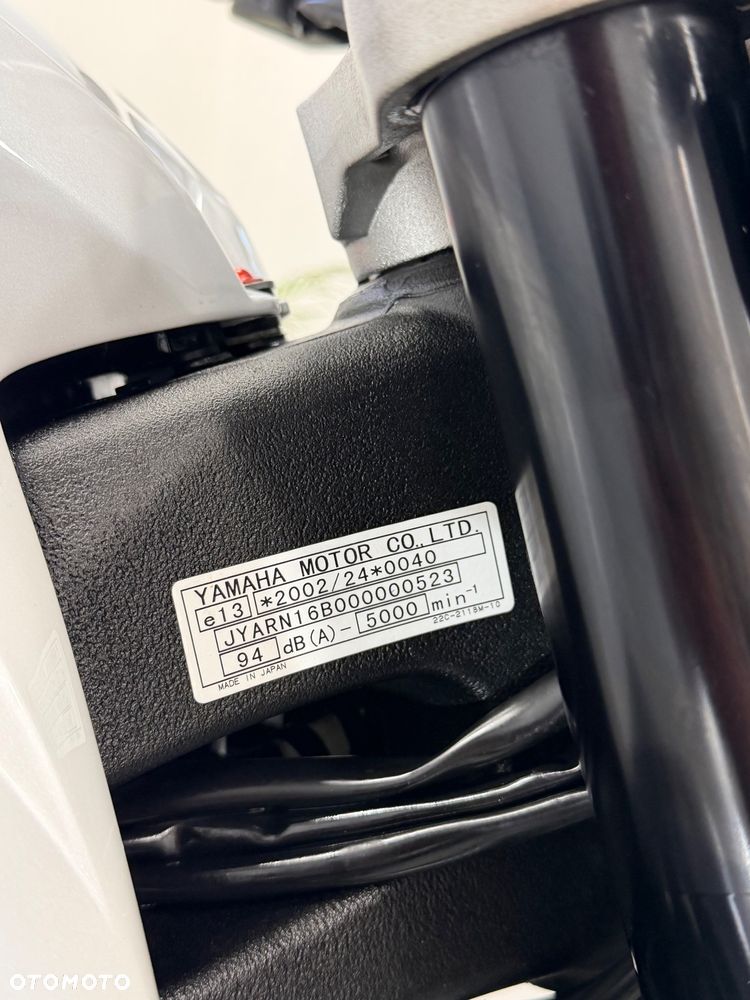 YAMAHA MOTOR CO., LTD.
e13 *2002/24*0040
JYARN16B000000523
94 dB(A)- 5000 min-1
MADE IN JAPAN 22C-2118M-10
OTOMOTO